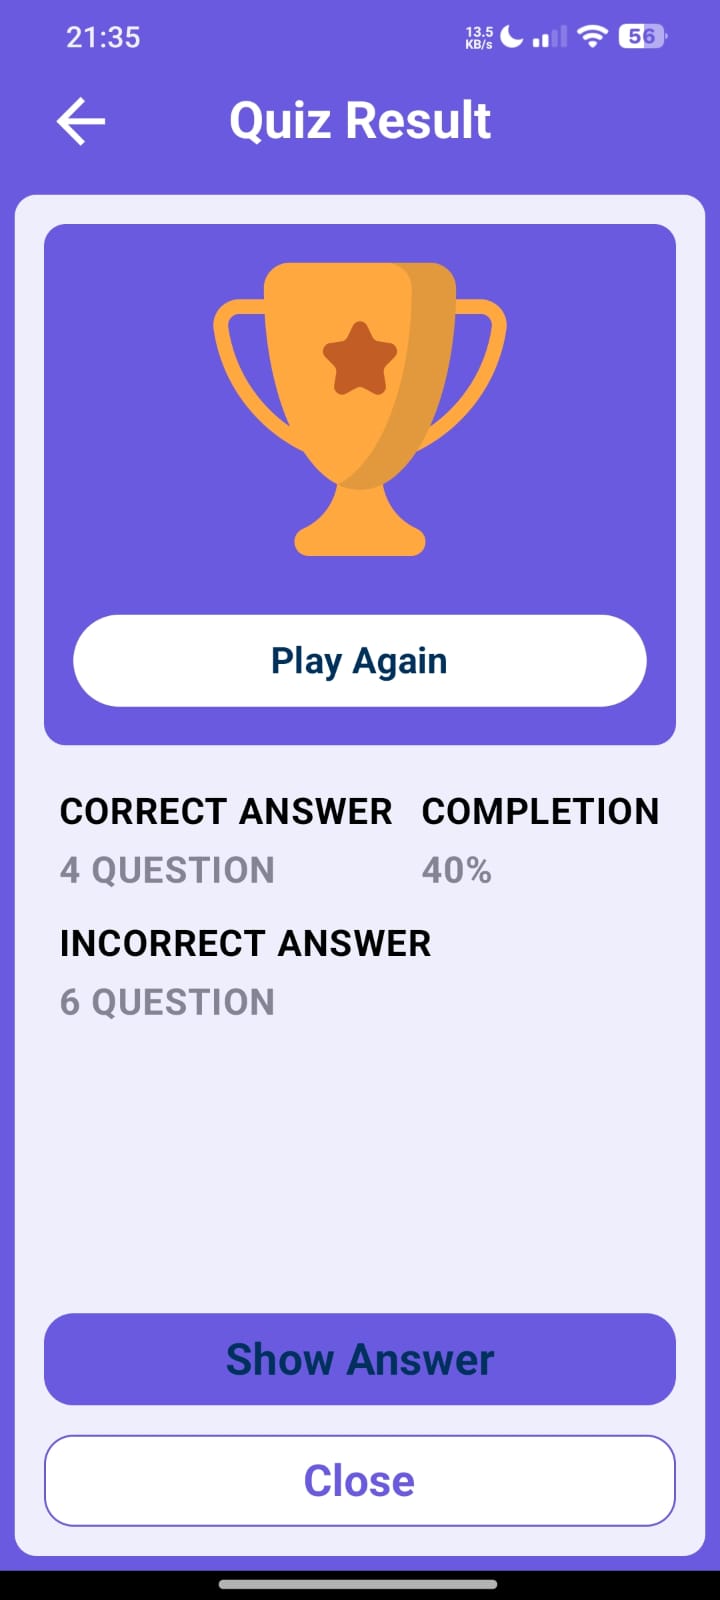 21:35
13.5
KB/s
56
Quiz Result
Play Again
CORRECT ANSWER
4 QUESTION
COMPLETION
40%
INCORRECT ANSWER
6 QUESTION
Show Answer
Close